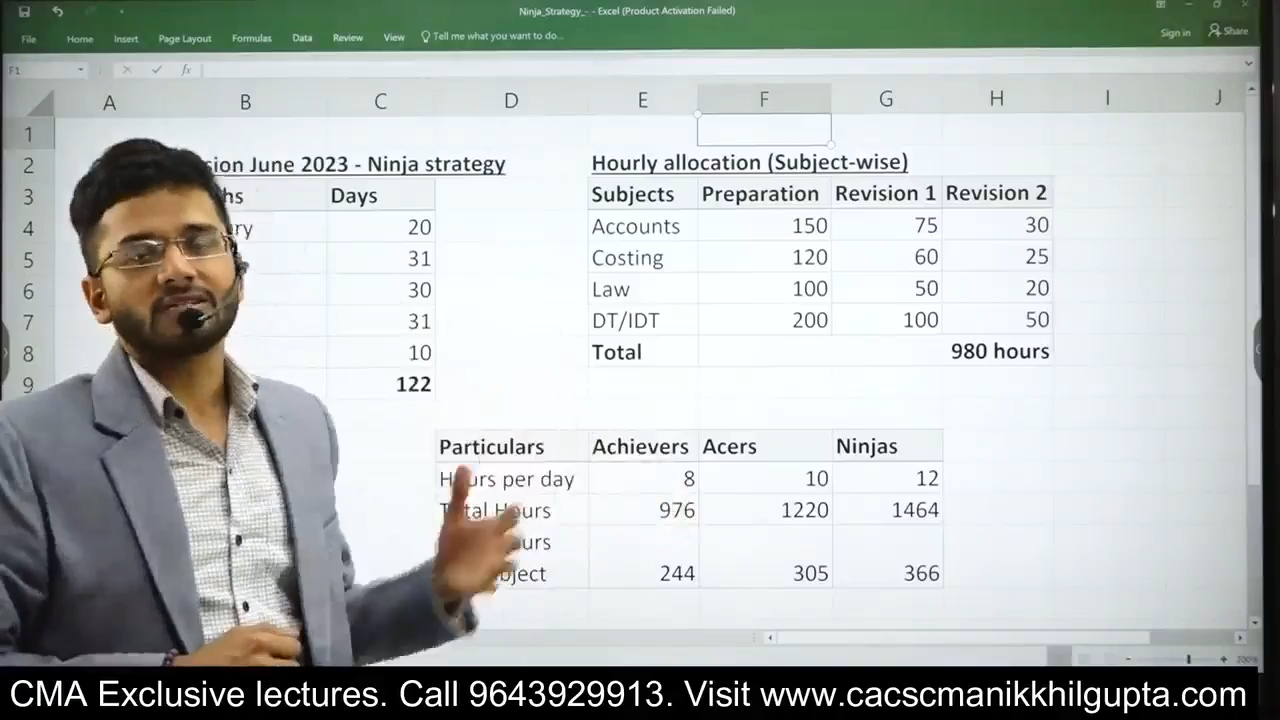 Ninja_Strategy_- - Excel (Product Activation Failed)
File Home Insert Page Layout Formulas Data Review View Tell me what you want to do... Sign in Share
F1 fx
A B C D E F G H I J
1
2 sion June 2023 - Ninja strategy Hourly allocation (Subject-wise)
3 hs Days Subjects Preparation Revision 1 Revision 2
4 ry 20 Accounts 150 75 30
5 31 Costing 120 60 25
6 30 Law 100 50 20
7 31 DT/IDT 200 100 50
8 10 Total 980 hours
9 122
Particulars Achievers Acers Ninjas
Hours per day 8 10 12
Total Hours 976 1220 1464
urs
bject 244 305 366
CMA Exclusive lectures. Call 9643929913. Visit www.cacscmanikkhilgupta.com